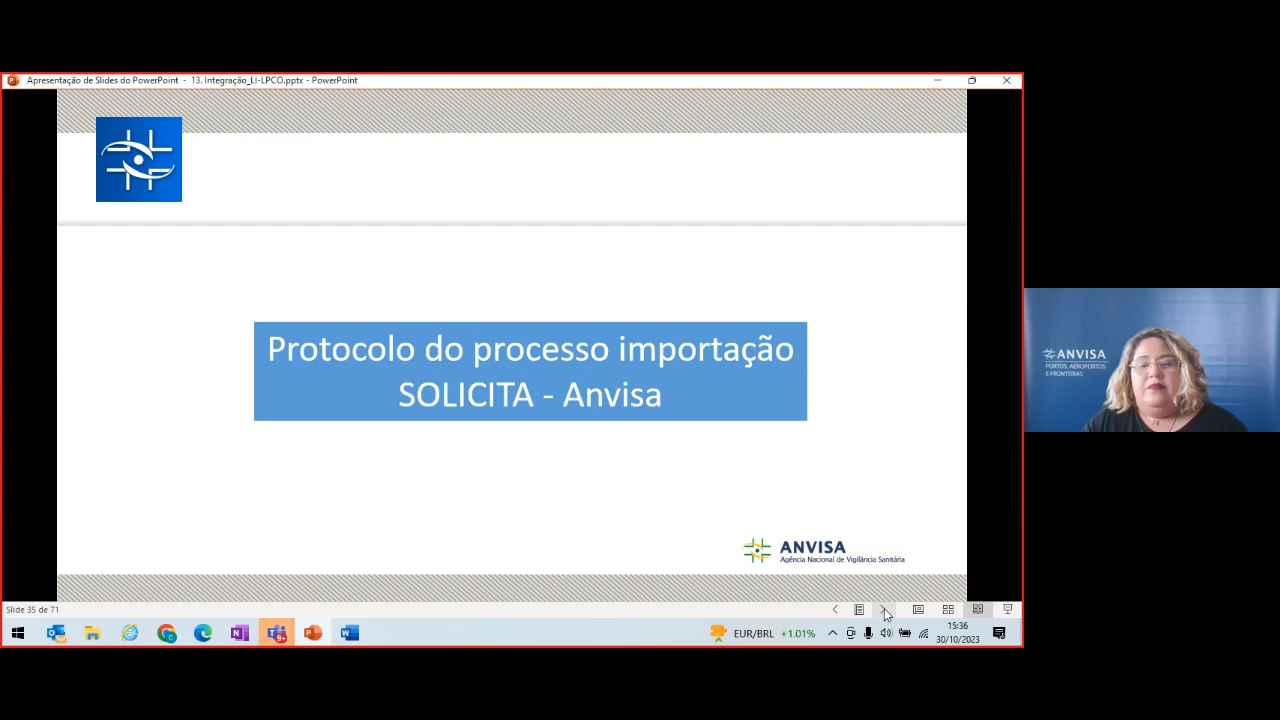 Apresentação de Slides do PowerPoint - 13. Integração_LI-LPCO.pptx - PowerPoint
Protocolo do processo importação
SOLICITA - Anvisa
ANVISA
Agência Nacional de Vigilância Sanitária
ANVISA
PORTOS, AEROPORTOS
E FRONTEIRAS
Slide 35 de 71
9+
EUR/BRL +1.01%
15:36
30/10/2023